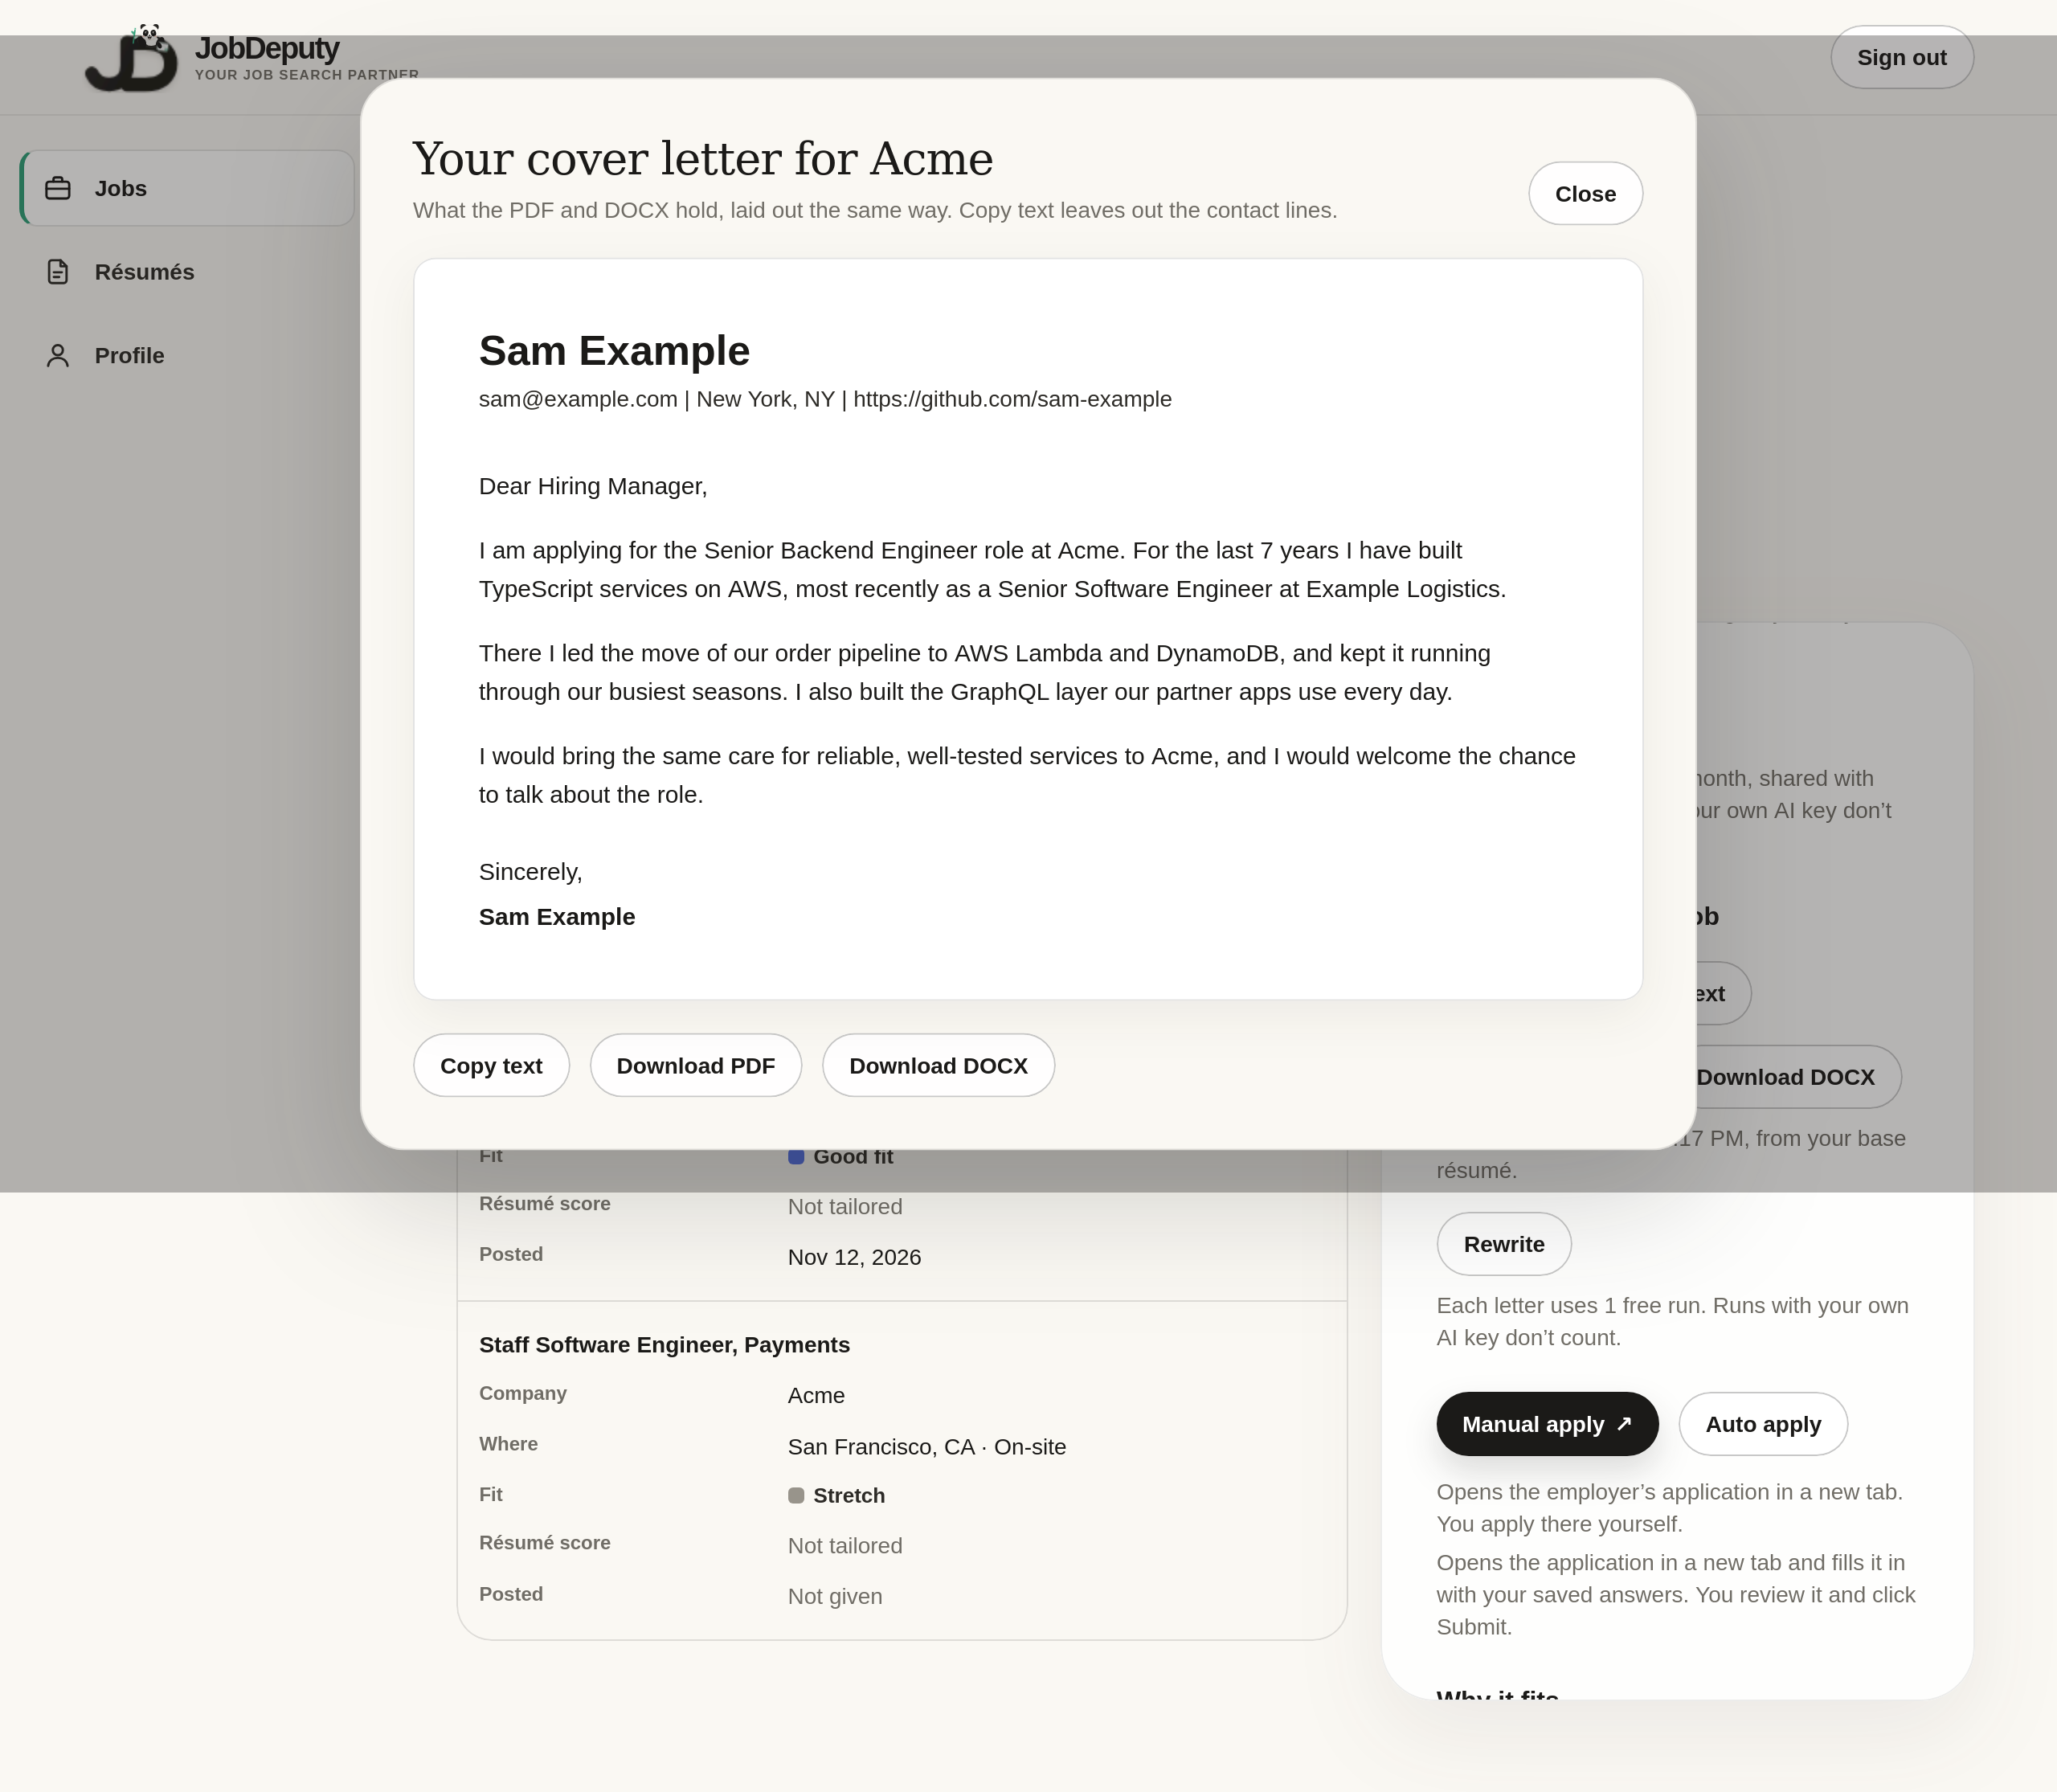 JobDeputy
YOUR JOB SEARCH PARTNER
Sign out
Jobs
Résumés
Profile
Your cover letter for Acme
What the PDF and DOCX hold, laid out the same way. Copy text leaves out the contact lines.
Close
Sam Example
sam@example.com | New York, NY | https://github.com/sam-example
Dear Hiring Manager,
I am applying for the Senior Backend Engineer role at Acme. For the last 7 years I have built
TypeScript services on AWS, most recently as a Senior Software Engineer at Example Logistics.
There I led the move of our order pipeline to AWS Lambda and DynamoDB, and kept it running
through our busiest seasons. I also built the GraphQL layer our partner apps use every day.
I would bring the same care for reliable, well-tested services to Acme, and I would welcome the chance
to talk about the role.
Sincerely,
Sam Example
Copy text
Download PDF
Download DOCX
shared with
own AI key don’t
Download DOCX
17 PM, from your base
résumé.
Fit
Good fit
Résumé score
Not tailored
Posted
Nov 12, 2026
Staff Software Engineer, Payments
Company
Acme
Where
San Francisco, CA · On-site
Fit
Stretch
Résumé score
Not tailored
Posted
Not given
Rewrite
Each letter uses 1 free run. Runs with your own
AI key don’t count.
Manual apply ↗
Auto apply
Opens the employer’s application in a new tab.
You apply there yourself.
Opens the application in a new tab and fills it in
with your saved answers. You review it and click
Submit.
Why it fits